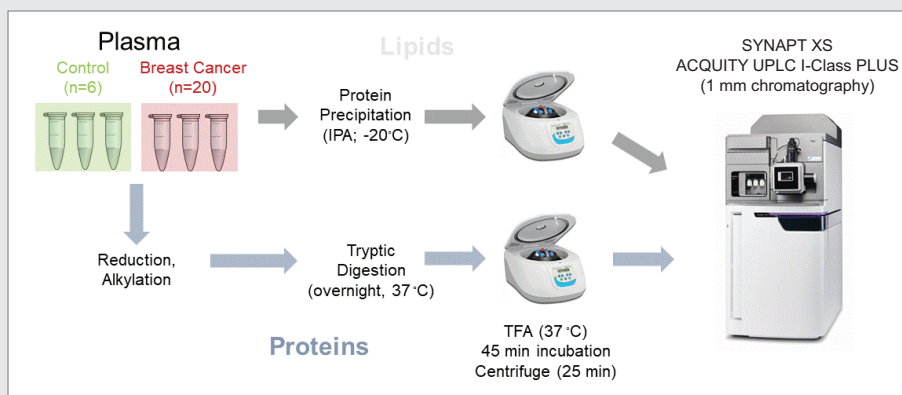 Plasma
Control
(n=6)
Breast Cancer
(n=20)
Lipids
Protein
Precipitation
(IPA; -20°C)
SYNAPT XS
ACQUITY UPLC I-Class PLUS
(1 mm chromatography)
Reduction,
Alkylation
Tryptic
Digestion
(overnight, 37°C)
TFA (37 °C)
45 min incubation
Centrifuge (25 min)
Proteins